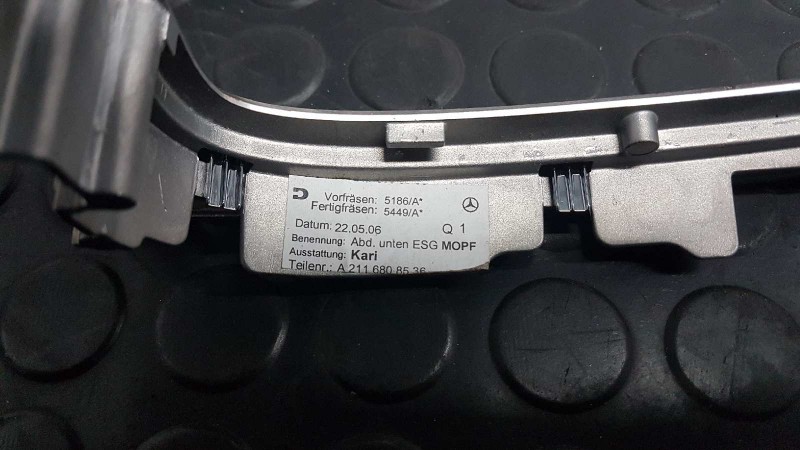 Vorfräsen: 5186/A*
Fertigfräsen: 5449/A*
Datum: 22.05.06 Q 1
Benennung: Abd. unten ESG MOPF
Ausstattung: Kari
Teilenr.: A 211 680 85 36